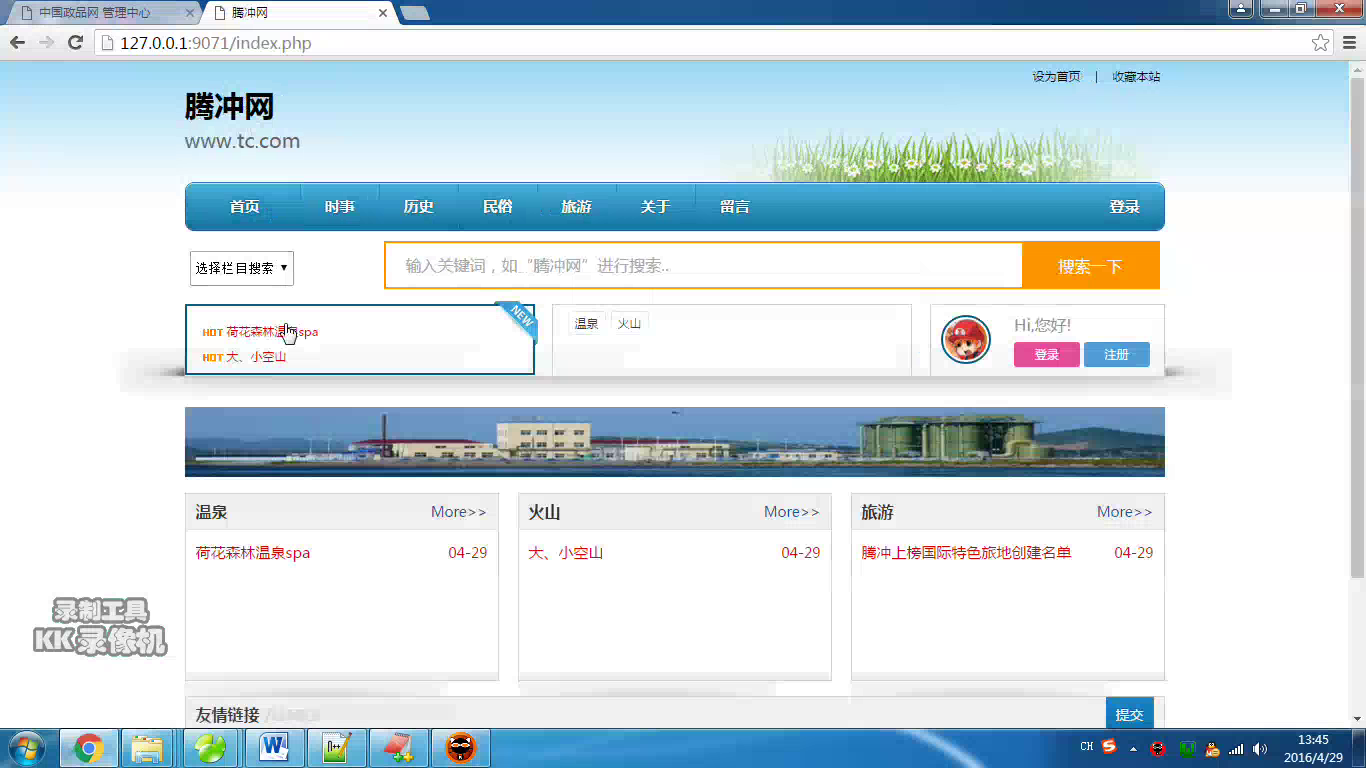 中国政品网 管理中心
腾冲网
127.0.0.1:9071/index.php
设为首页 | 收藏本站
腾冲网
www.tc.com
首页 时事 历史 民俗 旅游 关于 留言 登录
选择栏目搜索 输入关键词，如“腾冲网”进行搜索.. 搜索一下
NEW
HOT 荷花森林温泉spa
HOT 大、小空山
温泉 火山
Hi,您好!
登录 注册
温泉 More>>
荷花森林温泉spa 04-29
火山 More>>
大、小空山 04-29
旅游 More>>
腾冲上榜国际特色旅地创建名单 04-29
录制工具
KK录像机
友情链接
提交
CH
13:45
2016/4/29